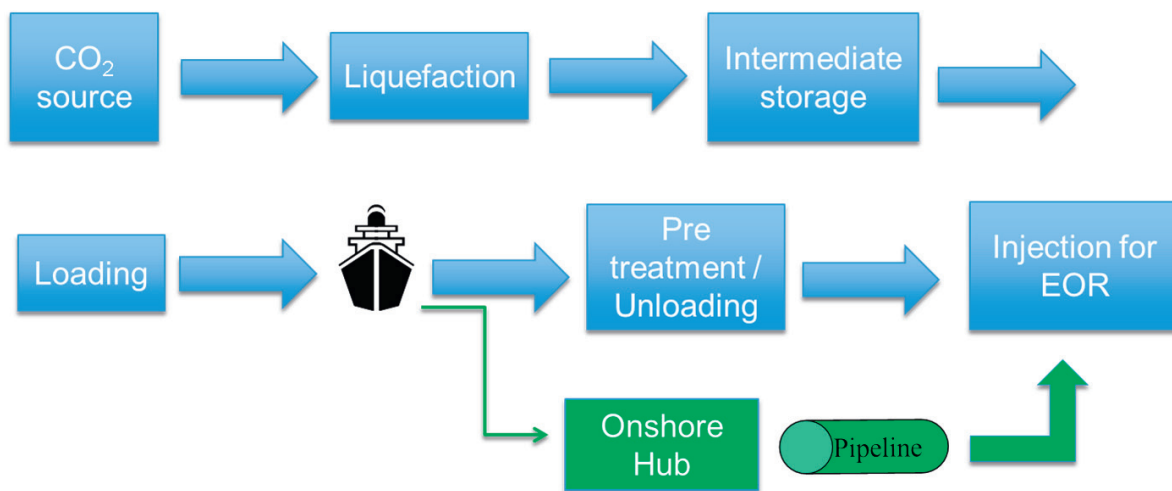 CO₂
source
Liquefaction
Intermediate
storage
Loading
Pre
treatment /
Unloading
Injection for
EOR
Onshore
Hub
Pipeline